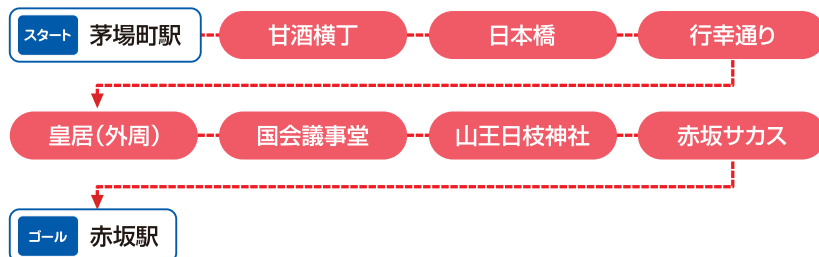 スタート 茅場町駅 甘酒横丁 日本橋 行幸通り
皇居（外周） 国会議事堂 山王日枝神社 赤坂サカス
ゴール 赤坂駅